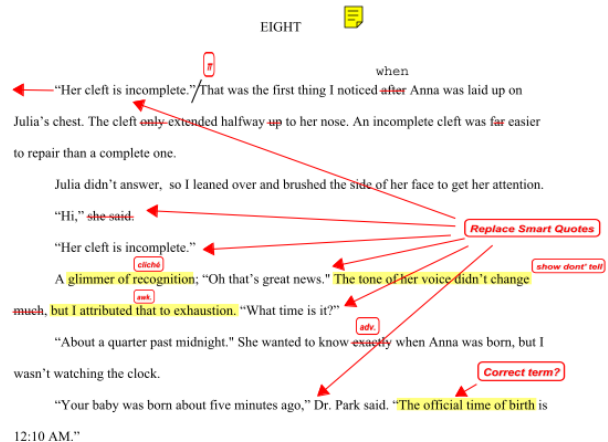 EIGHT
π
when
“Her cleft is incomplete.”/That was the first thing I noticed after Anna was laid up on
Julia’s chest. The cleft only extended halfway up to her nose. An incomplete cleft was far easier
to repair than a complete one.
Julia didn’t answer,  so I leaned over and brushed the side of her face to get her attention.
“Hi,” she said.
Replace Smart Quotes
“Her cleft is incomplete.”
cliché
A glimmer of recognition; “Oh that’s great news." The tone of her voice didn’t change
show dont' tell
awk.
much, but I attributed that to exhaustion. “What time is it?”
adv.
“About a quarter past midnight." She wanted to know exactly when Anna was born, but I
wasn’t watching the clock.
Correct term?
“Your baby was born about five minutes ago,” Dr. Park said. “The official time of birth is
12:10 AM.”